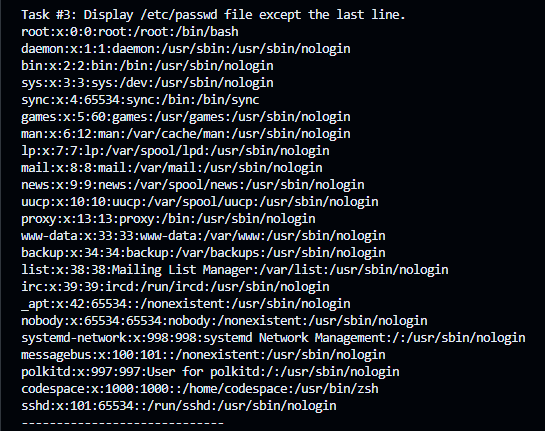 Task #3: Display /etc/passwd file except the last line.
root:x:0:0:root:/root:/bin/bash
daemon:x:1:1:daemon:/usr/sbin:/usr/sbin/nologin
bin:x:2:2:bin:/bin:/usr/sbin/nologin
sys:x:3:3:sys:/dev:/usr/sbin/nologin
sync:x:4:65534:sync:/bin:/bin/sync
games:x:5:60:games:/usr/games:/usr/sbin/nologin
man:x:6:12:man:/var/cache/man:/usr/sbin/nologin
lp:x:7:7:lp:/var/spool/lpd:/usr/sbin/nologin
mail:x:8:8:mail:/var/mail:/usr/sbin/nologin
news:x:9:9:news:/var/spool/news:/usr/sbin/nologin
uucp:x:10:10:uucp:/var/spool/uucp:/usr/sbin/nologin
proxy:x:13:13:proxy:/bin:/usr/sbin/nologin
www-data:x:33:33:www-data:/var/www:/usr/sbin/nologin
backup:x:34:34:backup:/var/backups:/usr/sbin/nologin
list:x:38:38:Mailing List Manager:/var/list:/usr/sbin/nologin
irc:x:39:39:ircd:/run/ircd:/usr/sbin/nologin
_apt:x:42:65534::/nonexistent:/usr/sbin/nologin
nobody:x:65534:65534:nobody:/nonexistent:/usr/sbin/nologin
systemd-network:x:998:998:systemd Network Management:/:/usr/sbin/nologin
messagebus:x:100:101::/nonexistent:/usr/sbin/nologin
polkitd:x:997:997:User for polkitd:/:/usr/sbin/nologin
codespace:x:1000:1000::/home/codespace:/usr/bin/zsh
sshd:x:101:65534::/run/sshd:/usr/sbin/nologin
-----------------------------